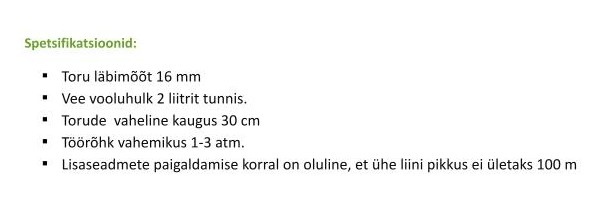 Spetsifikatsioonid:
▪ Toru läbimõõt 16 mm
▪ Vee vooluhulk 2 liitrit tunnis.
▪ Torude vaheline kaugus 30 cm
▪ Töörõhk vahemikus 1-3 atm.
▪ Lisaseadmete paigaldamise korral on oluline, et ühe liini pikkus ei ületaks 100 m